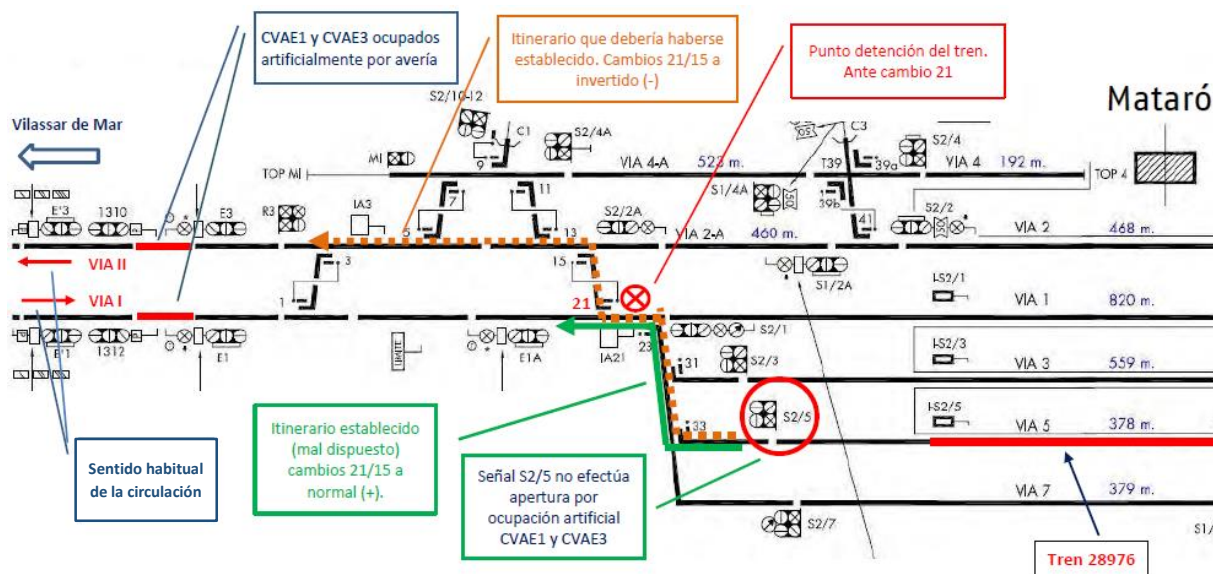 CVAE1 y CVAE3 ocupados
artificialmente por avería
Itinerario que debería haberse
establecido. Cambios 21/15 a
invertido (-)
Punto detención del tren.
Ante cambio 21
Mataró
Vilassar de Mar
S2/10-I2
C1
S2/4A
9
MI
TOP MI
VIA 4-A
523 m.
C3
T39
39a
S2/4
VIA 4
192 m.
TOP 4
7
11
S1/4A
39b
41
E'3
1310
E3
R3
IA3
5
13
S2/2A
S2/2
VIA 2-A
460 m.
VIA 2
468 m.
VIA II
3
15
S1/2A
VIA I
1
21
I-S2/1
VIA 1
820 m.
E'1
1312
E1
E1A
IA21
23
S2/1
LIMITE
31
S2/3
I-S2/3
VIA 3
559 m.
33
S2/5
I-S2/5
VIA 5
378 m.
Itinerario establecido
(mal dispuesto)
cambios 21/15 a
normal (+).
Sentido habitual
de la circulación
Señal S2/5 no efectúa
apertura por
ocupación artificial
CVAE1 y CVAE3
VIA 7
379 m.
S2/7
S1/
Tren 28976